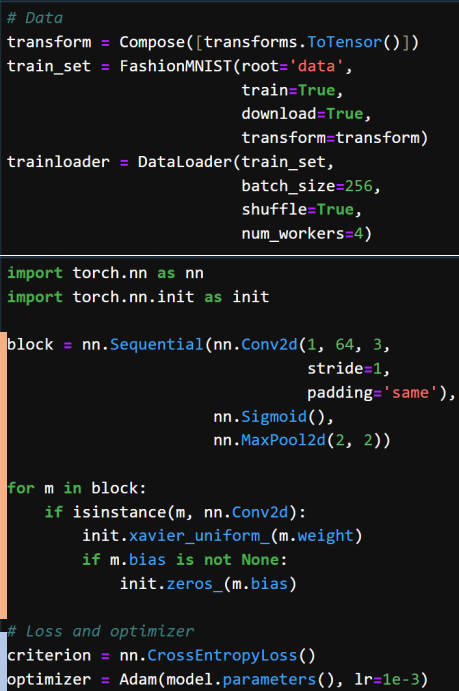 # Data
transform = Compose([transforms.ToTensor()])
train_set = FashionMNIST(root='data',
                         train=True,
                         download=True,
                         transform=transform)
trainloader = DataLoader(train_set,
                         batch_size=256,
                         shuffle=True,
                         num_workers=4)
import torch.nn as nn
import torch.nn.init as init
block = nn.Sequential(nn.Conv2d(1, 64, 3,
                                stride=1,
                                padding='same'),
                      nn.Sigmoid(),
                      nn.MaxPool2d(2, 2))
for m in block:
    if isinstance(m, nn.Conv2d):
        init.xavier_uniform_(m.weight)
        if m.bias is not None:
            init.zeros_(m.bias)
# Loss and optimizer
criterion = nn.CrossEntropyLoss()
optimizer = Adam(model.parameters(), lr=1e-3)